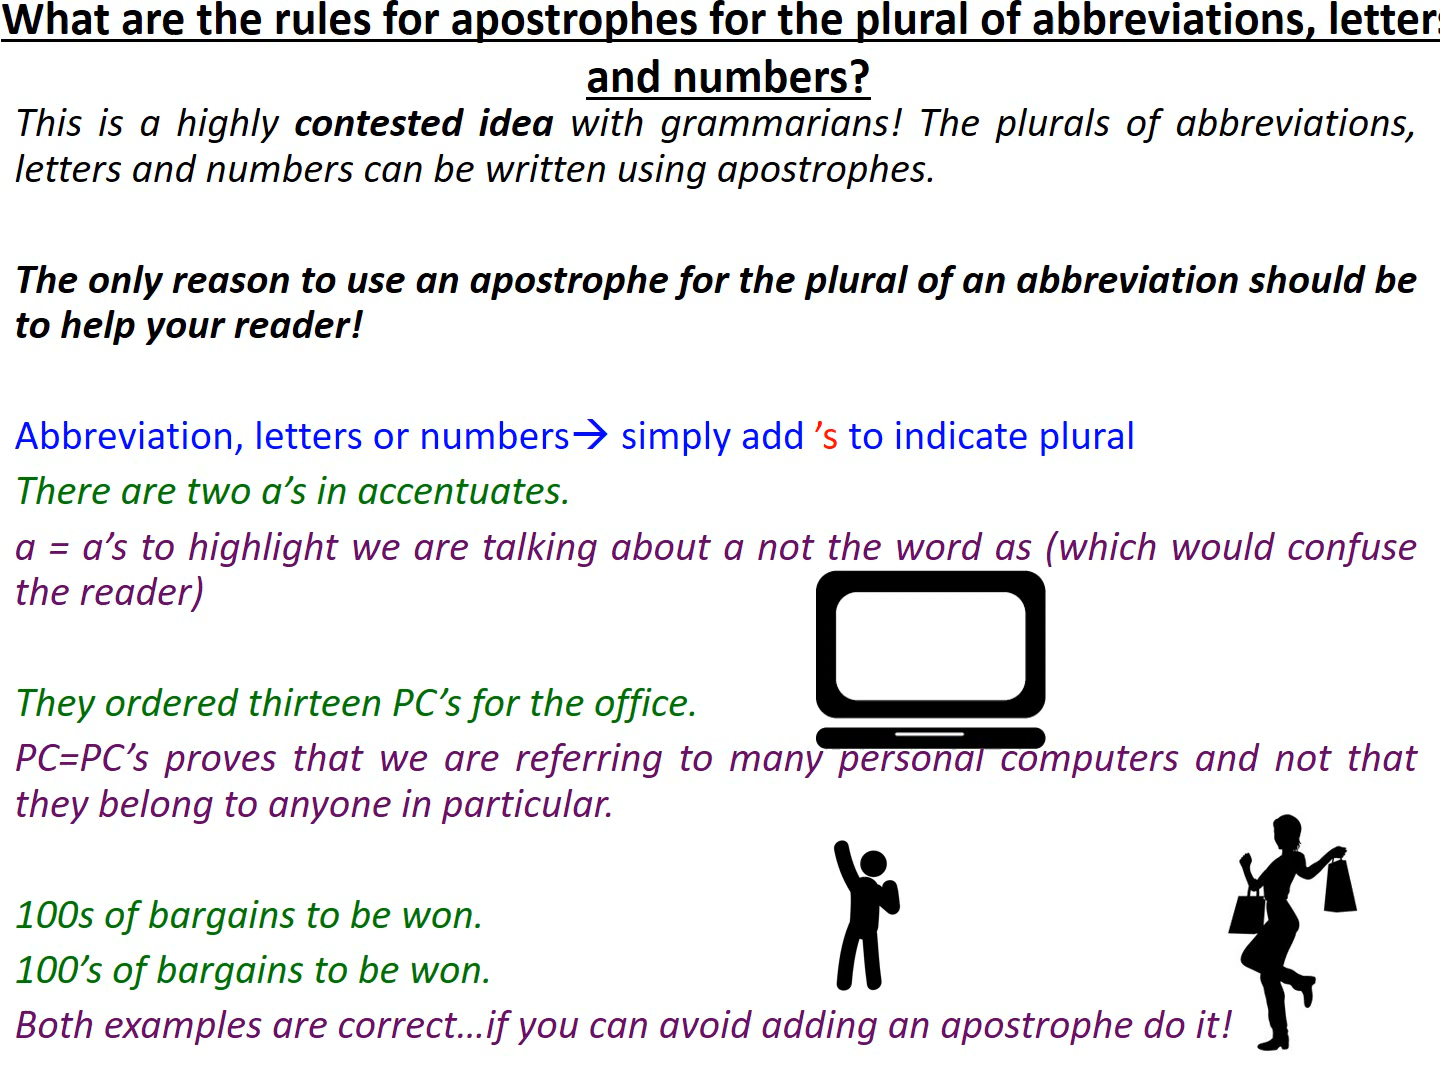 What are the rules for apostrophes for the plural of abbreviations, letters
and numbers?
This is a highly contested idea with grammarians! The plurals of abbreviations,
letters and numbers can be written using apostrophes.
The only reason to use an apostrophe for the plural of an abbreviation should be
to help your reader!
Abbreviation, letters or numbers→ simply add ’s to indicate plural
There are two a’s in accentuates.
a = a’s to highlight we are talking about a not the word as (which would confuse
the reader)
They ordered thirteen PC’s for the office.
PC=PC’s proves that we are referring to many personal computers and not that
they belong to anyone in particular.
100s of bargains to be won.
100’s of bargains to be won.
Both examples are correct…if you can avoid adding an apostrophe do it!